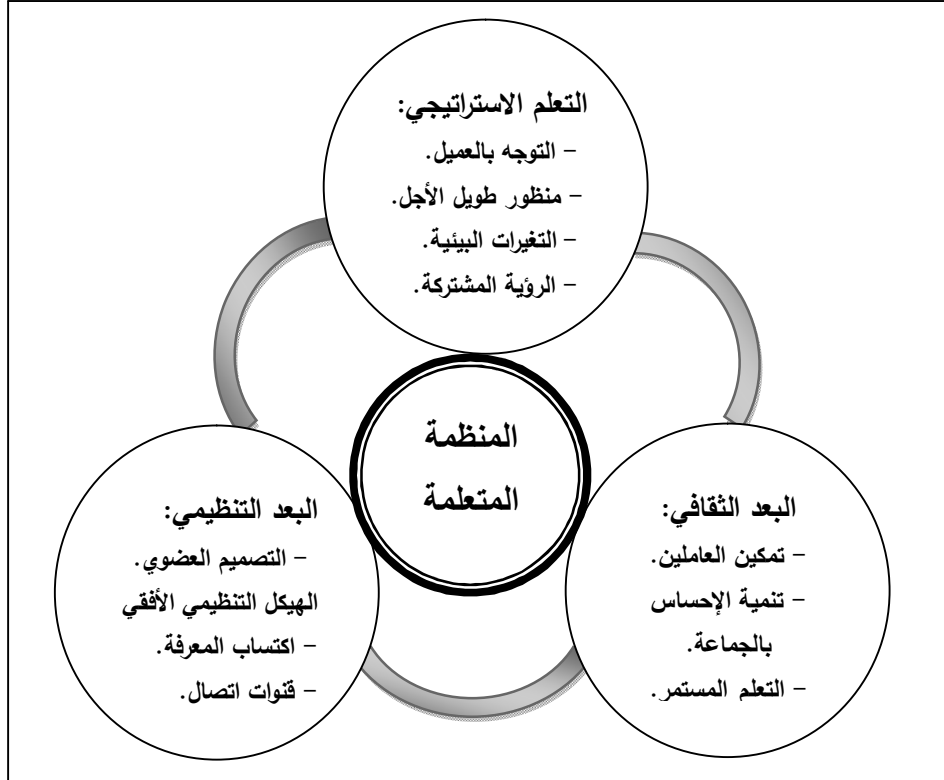 التعلم الاستراتيجي:
– التوجه بالعميل.
– منظور طويل الأجل.
– التغيرات البيئية.
– الرؤية المشتركة.
المنظمة
المتعلمة
البعد الثقافي:
– تمكين العاملين.
– تنمية الإحساس
بالجماعة.
– التعلم المستمر.
البعد التنظيمي:
– التصميم العضوي.
الهيكل التنظيمي الأفقي
– اكتساب المعرفة.
– قنوات اتصال.